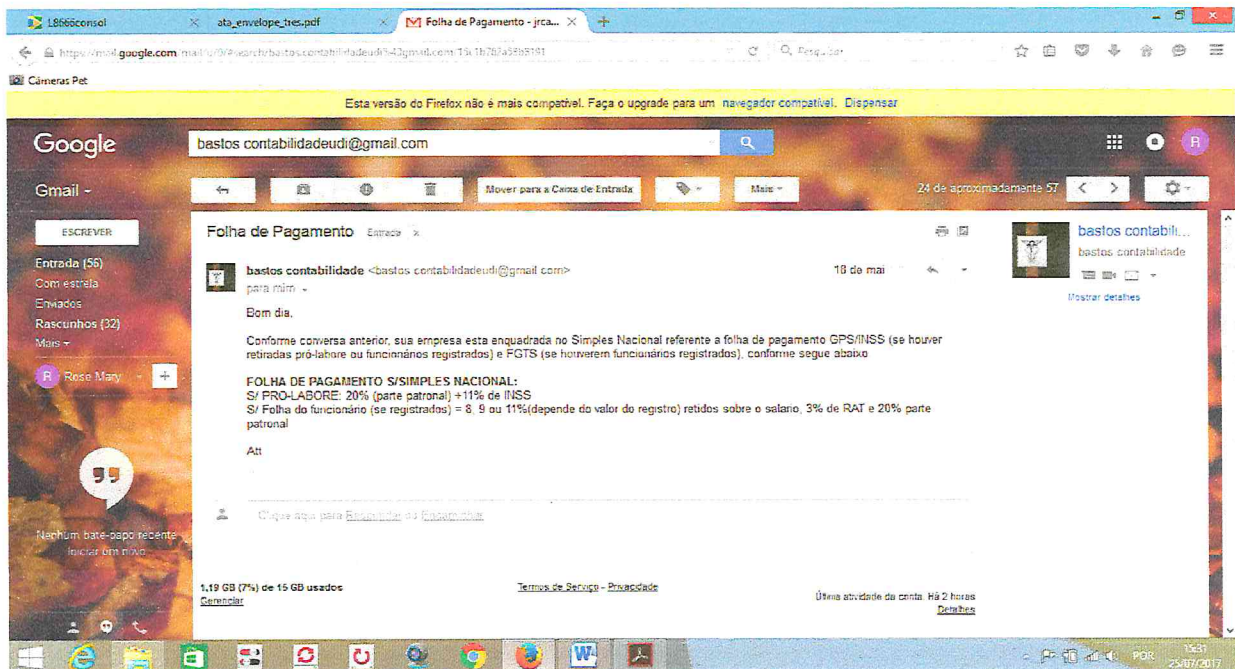 L8666consol
ata_envelope_tres.pdf
Folha de Pagamento - jrca...
Câmeras Pet
Esta versão do Firefox não é mais compatível. Faça o upgrade para um navegador compatível. Dispensar
Google
bastos contabilidadeudi@gmail.com
R
Gmail
Mover para a Caixa de Entrada
Mais
24 de aproximadamente 57
ESCREVER
Entrada (56)
Com estrela
Enviados
Rascunhos (32)
Mais
R Rose Mary
Folha de Pagamento Entrada x
bastos contabilidade <bastos contabilidadeudi@gmail com>
18 de mai
para mim
Bom dia,
Conforme conversa anterior, sua empresa esta enquadrada no Simples Nacional referente a folha de pagamento GPS/INSS (se houver
retiradas pró-labore ou funcionários registrados) e FGTS (se houverem funcionários registrados), conforme segue abaixo
FOLHA DE PAGAMENTO S/SIMPLES NACIONAL:
S/ PRO-LABORE: 20% (parte patronal) +11% de INSS
S/ Folha do funcionário (se registrados) = 8, 9 ou 11%(depende do valor do registro) retidos sobre o salario, 3% de RAT e 20% parte
patronal
Att
Clique aqui para Responder ou Encaminhar
bastos contabili...
bastos contabilidade
Mostrar detalhes
Nenhum bate-papo recente
Iniciar um novo
1,19 GB (7%) de 15 GB usados
Gerenciar
Termos de Serviço - Privacidade
Última atividade da conta: Há 2 horas
Detalhes
POR
15:31
25/07/2017